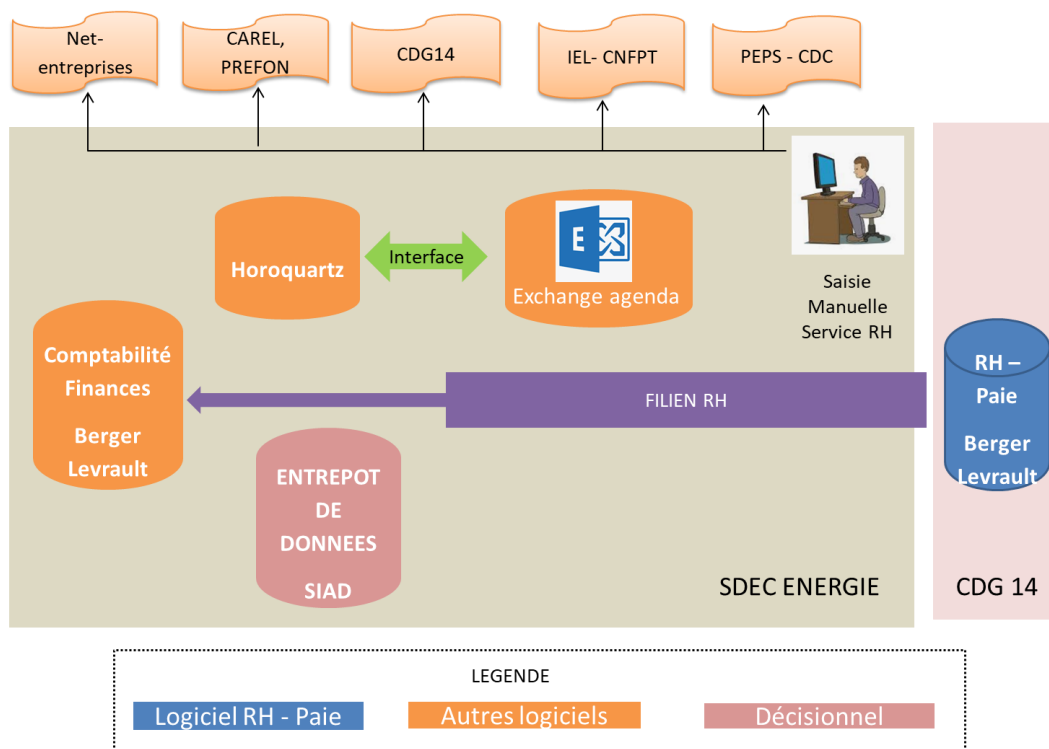 Net-
entreprises
CAREL,
PREFON
CDG14
IEL- CNFPT
PEPS - CDC
Horoquartz
Interface
E
Exchange agenda
Saisie
Manuelle
Service RH
Comptabilité
Finances
Berger
Levrault
FILIEN RH
RH –
Paie
Berger
Levrault
ENTREPOT
DE
DONNEES
SIAD
SDEC ENERGIE
CDG 14
LEGENDE
Logiciel RH - Paie
Autres logiciels
Décisionnel